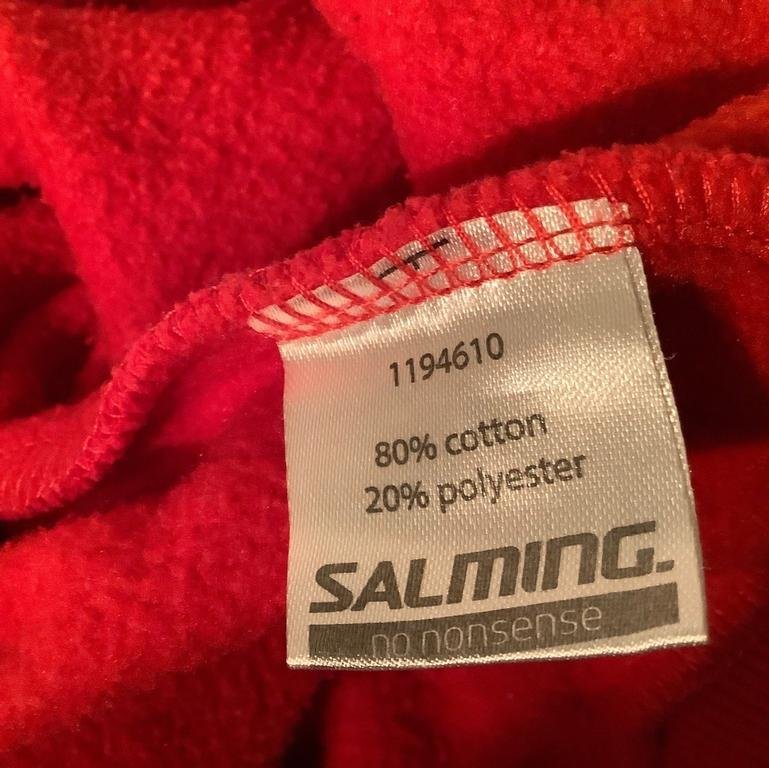 1194610
80% cotton
20% polyester
SALMING.
no nonsense